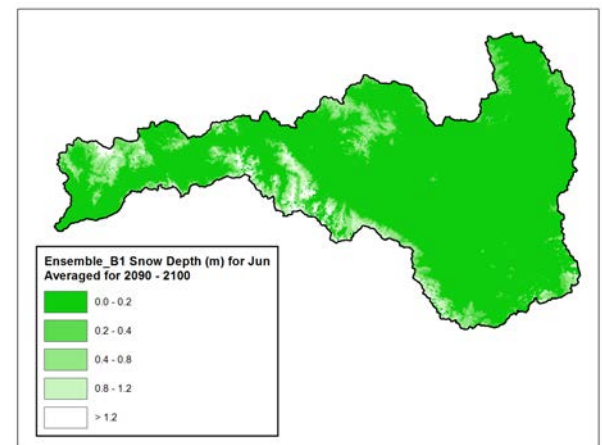 Ensemble_B1 Snow Depth (m) for Jun
Averaged for 2090 - 2100
0.0 - 0.2
0.2 - 0.4
0.4 - 0.8
0.8 - 1.2
> 1.2